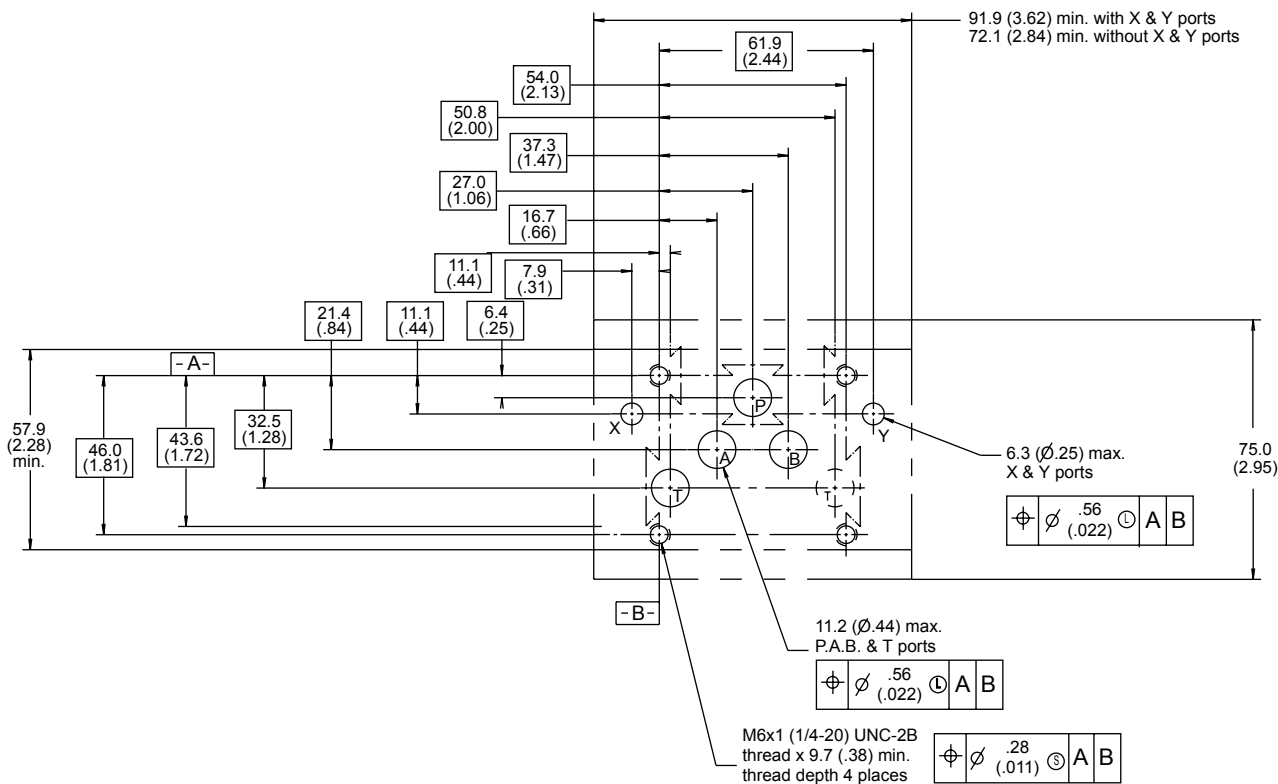 91.9 (3.62) min. with X & Y ports
72.1 (2.84) min. without X & Y ports
61.9
(2.44)
54.0
(2.13)
50.8
(2.00)
37.3
(1.47)
27.0
(1.06)
16.7
(.66)
11.1
(.44)
7.9
(.31)
21.4
(.84)
11.1
(.44)
6.4
(.25)
-A-
57.9
(2.28)
min.
46.0
(1.81)
43.6
(1.72)
32.5
(1.28)
X
P
Y
A
B
T
T
6.3 (Ø.25) max.
X & Y ports
⌖ Ø .56 (.022) Ⓛ A B
75.0
(2.95)
-B-
11.2 (Ø.44) max.
P.A.B. & T ports
⌖ Ø .56 (.022) Ⓛ A B
M6x1 (1/4-20) UNC-2B
thread x 9.7 (.38) min.
thread depth 4 places
⌖ Ø .28 (.011) Ⓢ A B